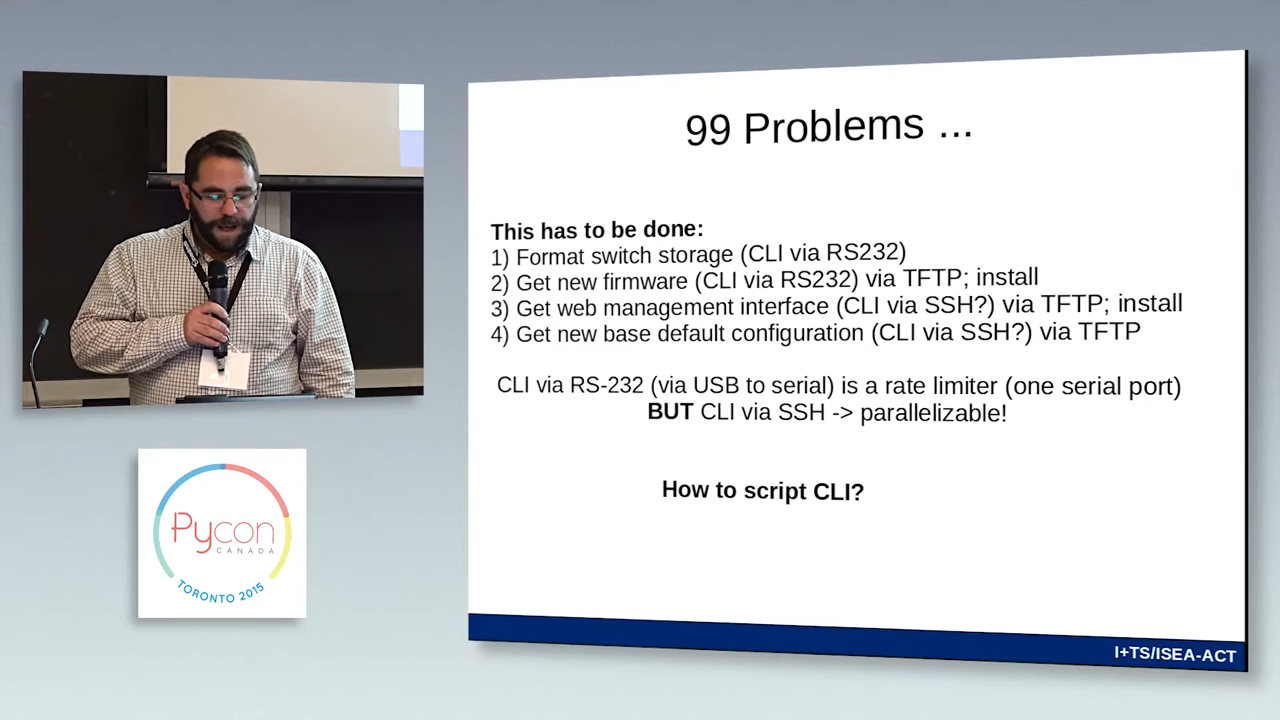 99 Problems ...
This has to be done:
1) Format switch storage (CLI via RS232)
2) Get new firmware (CLI via RS232) via TFTP; install
3) Get web management interface (CLI via SSH?) via TFTP; install
4) Get new base default configuration (CLI via SSH?) via TFTP
CLI via RS-232 (via USB to serial) is a rate limiter (one serial port)
BUT CLI via SSH -> parallelizable!
How to script CLI?
I+TS/ISEA-ACT
Pycon
CANADA
TORONTO 2015